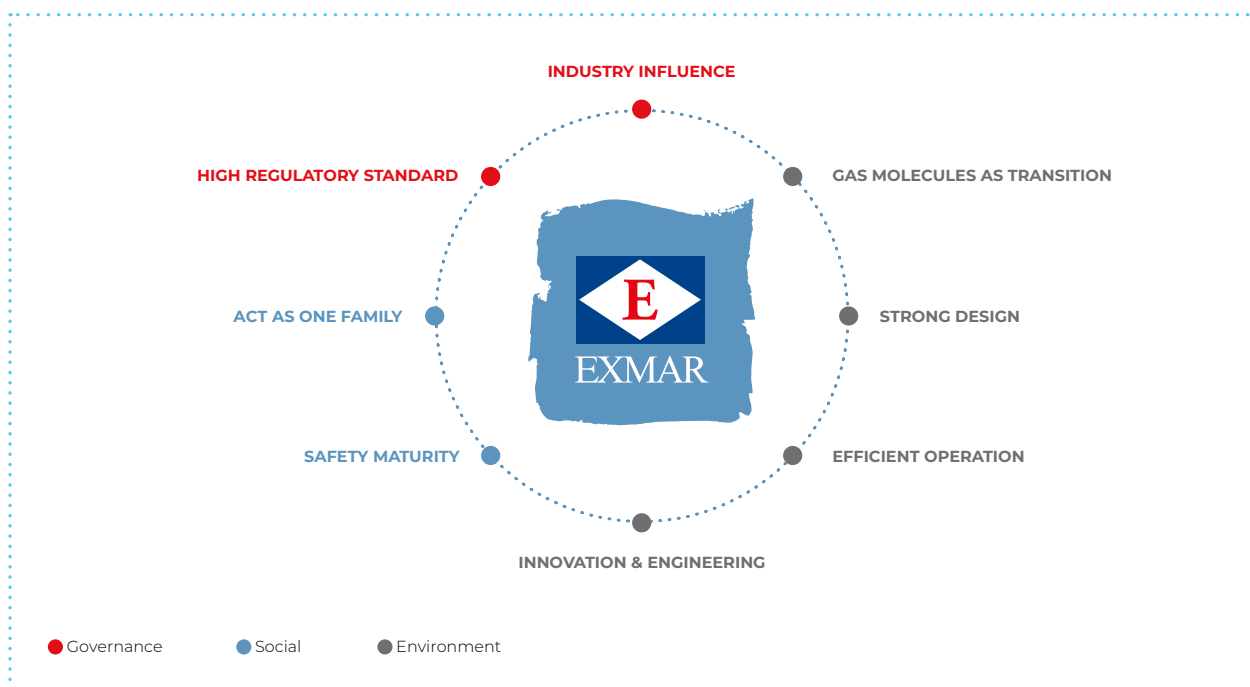 INDUSTRY INFLUENCE
HIGH REGULATORY STANDARD
GAS MOLECULES AS TRANSITION
E
EXMAR
ACT AS ONE FAMILY
STRONG DESIGN
SAFETY MATURITY
EFFICIENT OPERATION
INNOVATION & ENGINEERING
Governance
Social
Environment